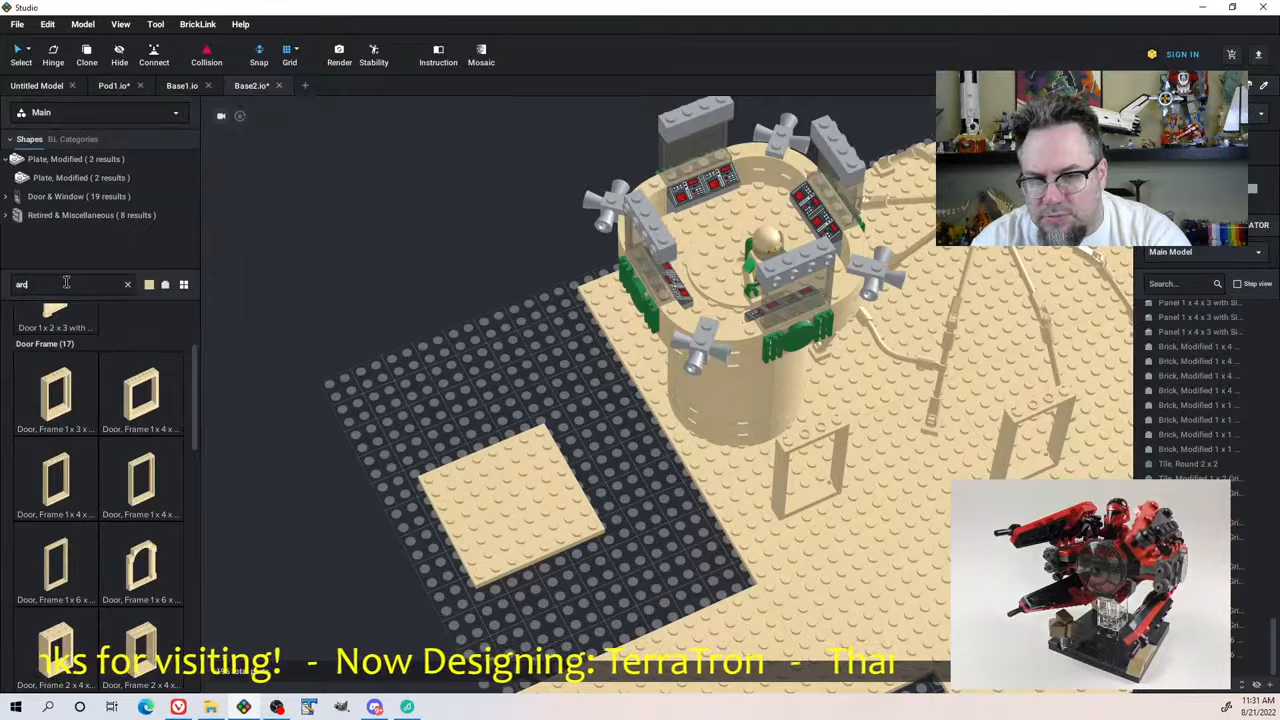 Studio
File Edit Model View Tool BrickLink Help
Select Hinge Clone Hide Connect Collision Snap Grid Render Stability Instruction Mosaic
SIGN IN
Untitled Model Pod1.io* Base1.io Base2.io*
Main
Shapes BL Categories
Plate, Modified ( 2 results )
Plate, Modified ( 2 results )
Door & Window ( 19 results )
Retired & Miscellaneous ( 8 results )
Door 1 x 2 x 3 with ...
Door Frame (17)
Door, Frame 1 x 3 x ... Door, Frame 1 x 4 x ...
Door, Frame 1 x 4 x ... Door, Frame 1 x 4 x ...
Door, Frame 1 x 6 x ... Door, Frame 1 x 6 x ...
Door, Frame 2 x 4 x ... Door, Frame 2 x 4 x ...
ATOR
Main Model
Search... Step view
Panel 1 x 4 x 3 with Si...
Panel 1 x 4 x 3 with Si...
Panel 1 x 4 x 3 with Si...
Brick, Modified 1 x 4 ...
Brick, Modified 1 x 4 ...
Brick, Modified 1 x 4 ...
Brick, Modified 1 x 4 ...
Brick, Modified 1 x 1 ...
Brick, Modified 1 x 1 ...
Brick, Modified 1 x 1 ...
Brick, Modified 1 x 1 ...
Tile, Round 2 x 2
Tile, Modified 1 x 2 Gri...
nks for visiting! - Now Designing: TerraTron - Than
11:31 AM
8/21/2022